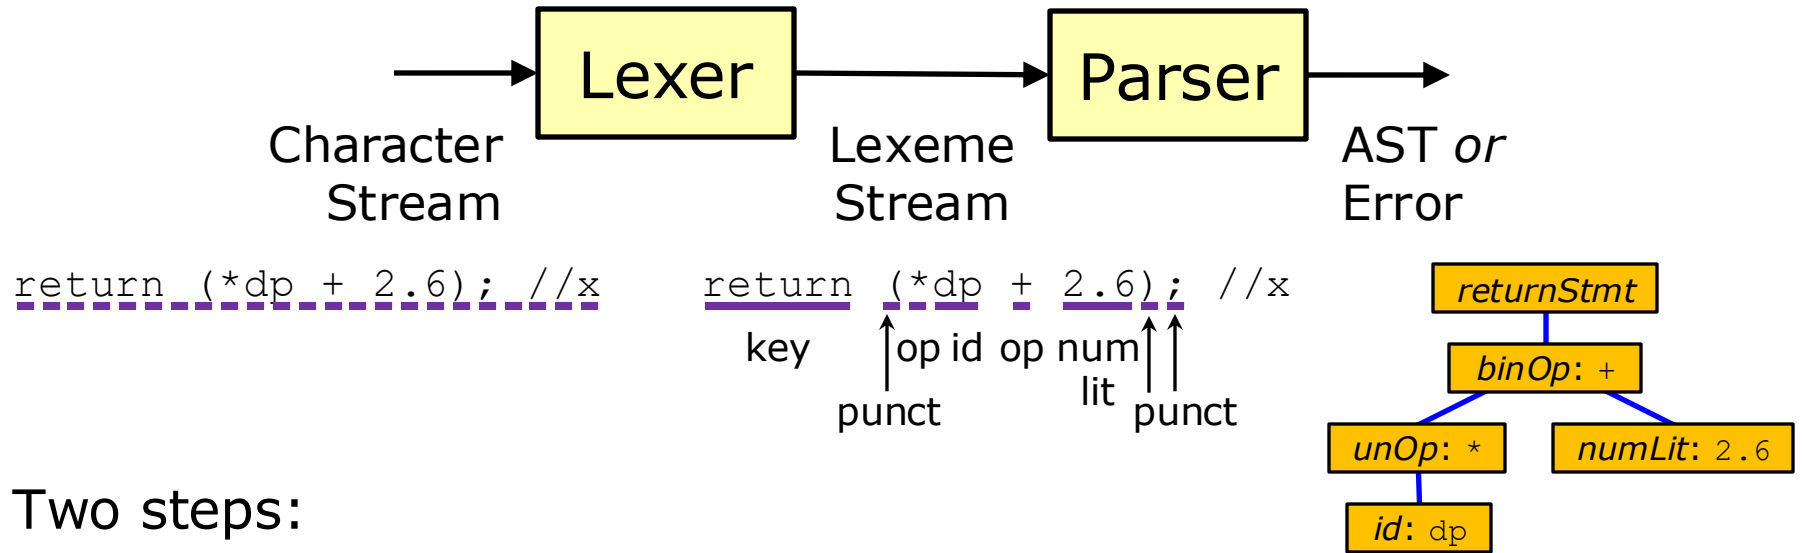 Lexer
Parser
Character
Stream
Lexeme
Stream
AST or
Error
return (*dp + 2.6); //x
return (*dp + 2.6); //x
key
op id op num
lit
punct
punct
returnStmt
binOp: +
unOp: *
numLit: 2.6
id: dp
Two steps: